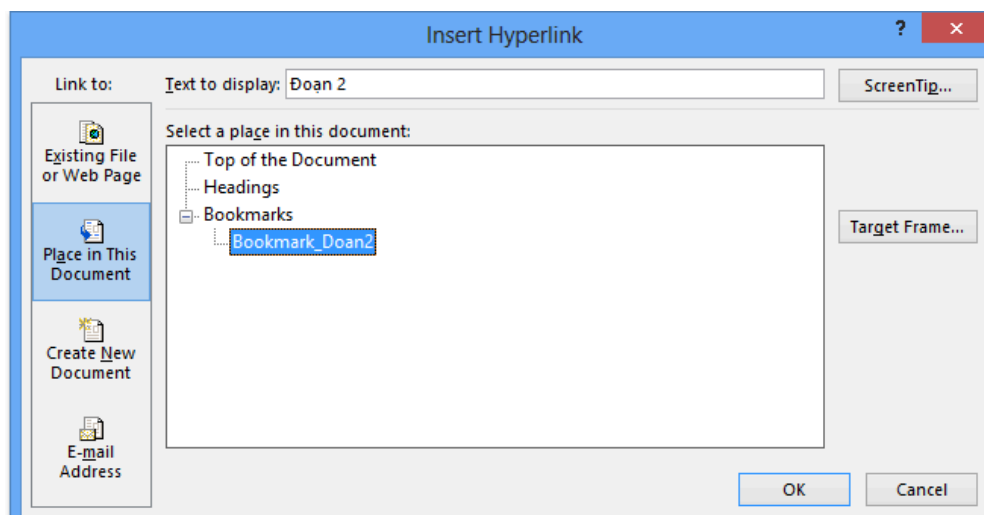 Insert Hyperlink
?
×
Link to:
Text to display:
Đoạn 2
ScreenTip...
Existing File
or Web Page
Place in This
Document
Create New
Document
E-mail
Address
Select a place in this document:
Top of the Document
Headings
Bookmarks
Bookmark_Doan2
Target Frame...
OK
Cancel